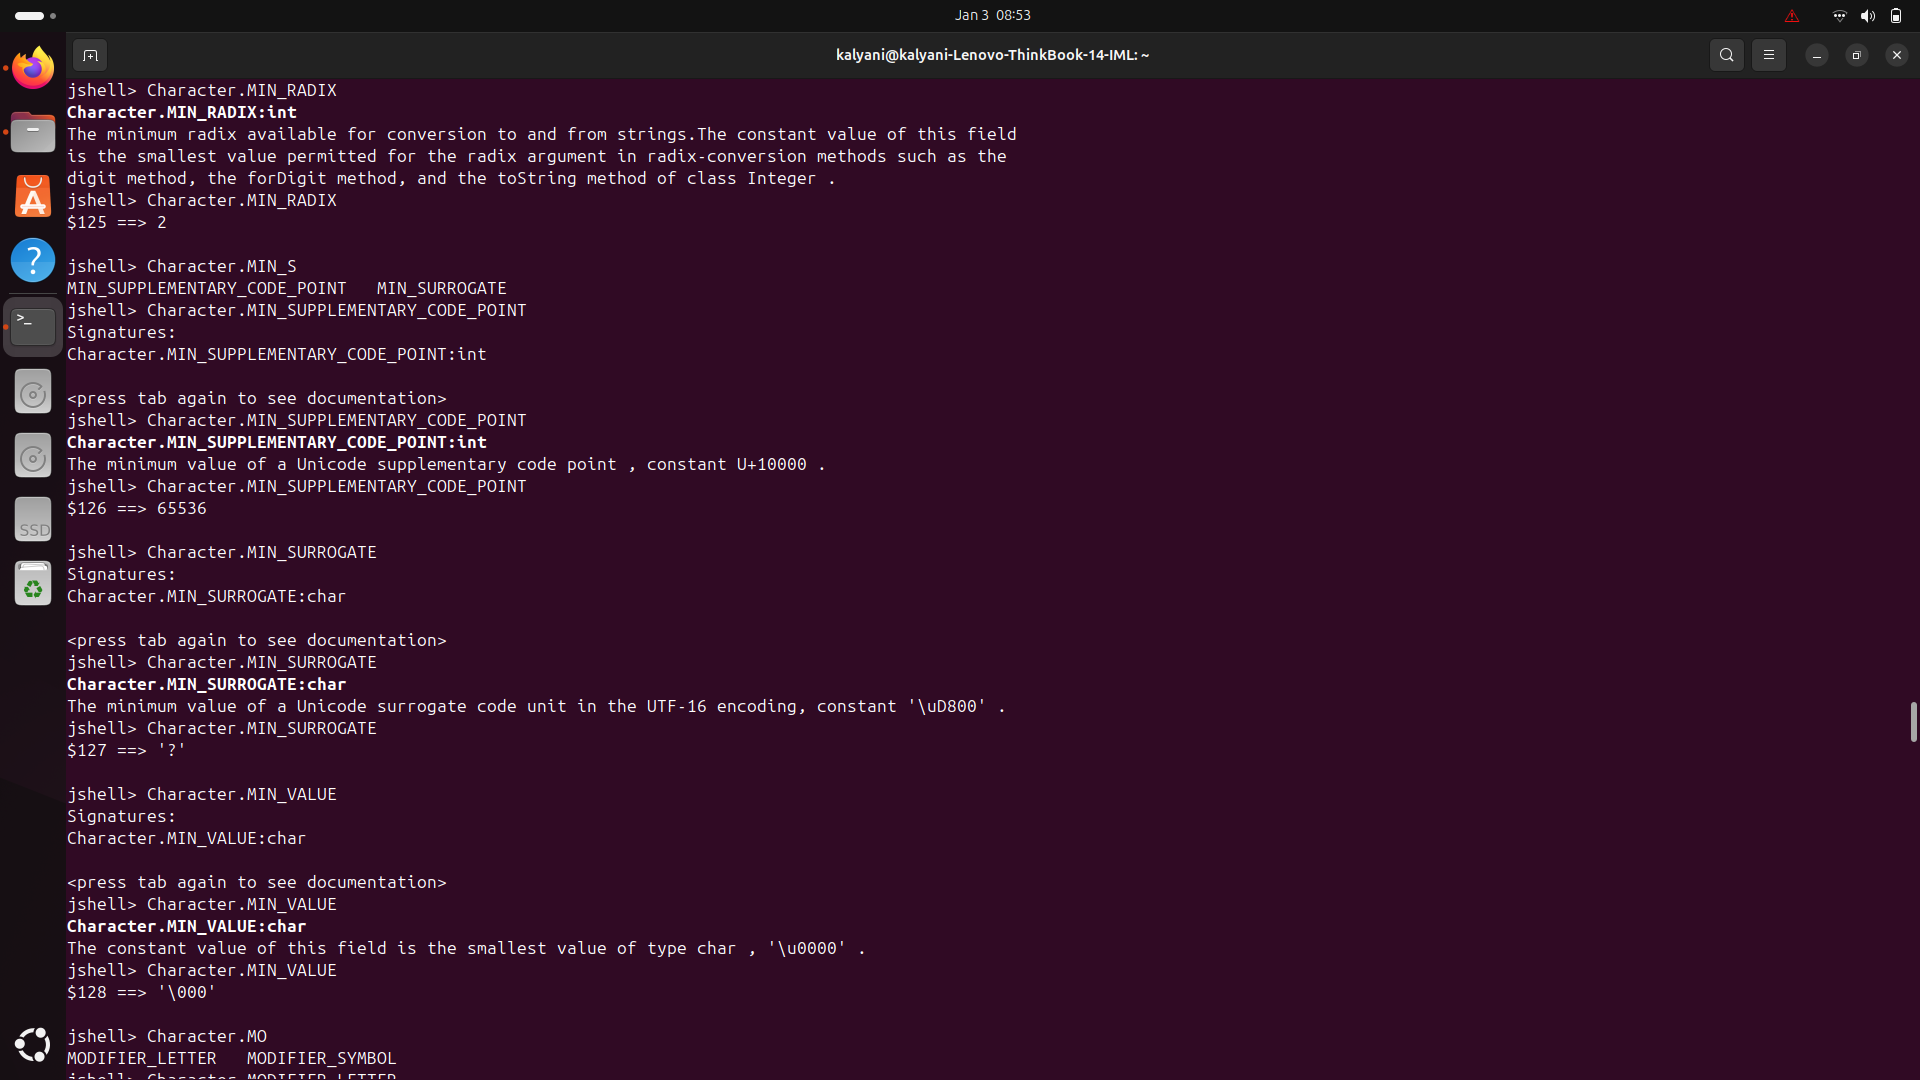 Jan 3 08:53
kalyani@kalyani-Lenovo-ThinkBook-14-IML: ~
jshell> Character.MIN_RADIX
Character.MIN_RADIX:int
The minimum radix available for conversion to and from strings.The constant value of this field
is the smallest value permitted for the radix argument in radix-conversion methods such as the
digit method, the forDigit method, and the toString method of class Integer .
jshell> Character.MIN_RADIX
$125 ==> 2
jshell> Character.MIN_S
MIN_SUPPLEMENTARY_CODE_POINT   MIN_SURROGATE
jshell> Character.MIN_SUPPLEMENTARY_CODE_POINT
Signatures:
Character.MIN_SUPPLEMENTARY_CODE_POINT:int
<press tab again to see documentation>
jshell> Character.MIN_SUPPLEMENTARY_CODE_POINT
Character.MIN_SUPPLEMENTARY_CODE_POINT:int
The minimum value of a Unicode supplementary code point , constant U+10000 .
jshell> Character.MIN_SUPPLEMENTARY_CODE_POINT
$126 ==> 65536
jshell> Character.MIN_SURROGATE
Signatures:
Character.MIN_SURROGATE:char
<press tab again to see documentation>
jshell> Character.MIN_SURROGATE
Character.MIN_SURROGATE:char
The minimum value of a Unicode surrogate code unit in the UTF-16 encoding, constant '\uD800' .
jshell> Character.MIN_SURROGATE
$127 ==> '?'
jshell> Character.MIN_VALUE
Signatures:
Character.MIN_VALUE:char
<press tab again to see documentation>
jshell> Character.MIN_VALUE
Character.MIN_VALUE:char
The constant value of this field is the smallest value of type char , '\u0000' .
jshell> Character.MIN_VALUE
$128 ==> '\000'
jshell> Character.MO
MODIFIER_LETTER   MODIFIER_SYMBOL
jshell> Character.MODIFIER_LETTER
SSD